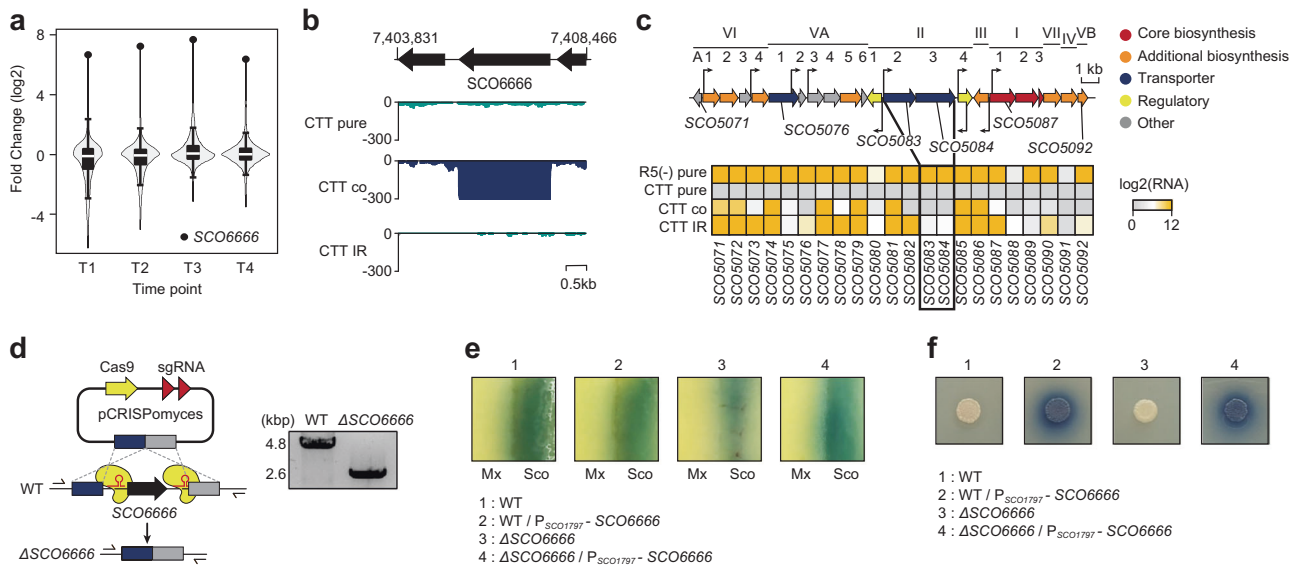 a
Fold Change (log2)
8
4
0
-4
SCO6666
T1 T2 T3 T4
Time point
b
7,403,831 7,408,466
SCO6666
0
CTT pure
-300
0
CTT co
-300
0
CTT IR
-300
0.5kb
c
VI VA II III I VII IV VB
A 1 2 3 4 1 2 3 4 5 6 1 2 3 4 1 2 3
1 kb
SCO5071 SCO5076 SCO5083 SCO5084 SCO5087 SCO5092
Core biosynthesis
Additional biosynthesis
Transporter
Regulatory
Other
R5(-) pure
CTT pure
CTT co
CTT IR
log2(RNA)
0 12
SCO5071 SCO5072 SCO5073 SCO5074 SCO5075 SCO5076 SCO5077 SCO5078 SCO5079 SCO5080 SCO5081 SCO5082 SCO5083 SCO5084 SCO5085 SCO5086 SCO5087 SCO5088 SCO5089 SCO5090 SCO5091 SCO5092
d
Cas9 sgRNA
pCRISPomyces
WT
SCO6666
ΔSCO6666
(kbp) WT ΔSCO6666
4.8
2.6
e
1 2 3 4
Mx Sco Mx Sco Mx Sco Mx Sco
1 : WT
2 : WT / PSCO1797 - SCO6666
3 : ΔSCO6666
4 : ΔSCO6666 / PSCO1797 - SCO6666
f
1 2 3 4
1 : WT
2 : WT / PSCO1797 - SCO6666
3 : ΔSCO6666
4 : ΔSCO6666 / PSCO1797 - SCO6666